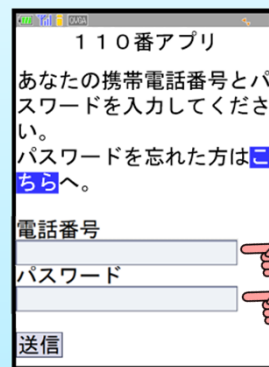 QVGA
110番アプリ
あなたの携帯電話番号とパ
スワードを入力してくださ
い。
パスワードを忘れた方はこ
ちらへ。
電話番号
パスワード
送信